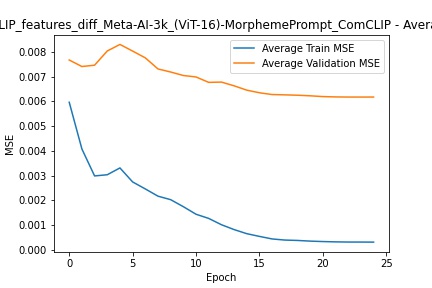 LIP_features_diff_Meta-AI-3k_(ViT-16)-MorphemePrompt_ComCLIP - Avera
Average Train MSE
Average Validation MSE
MSE
0.008
0.007
0.006
0.005
0.004
0.003
0.002
0.001
0.000
0 5 10 15 20 25
Epoch